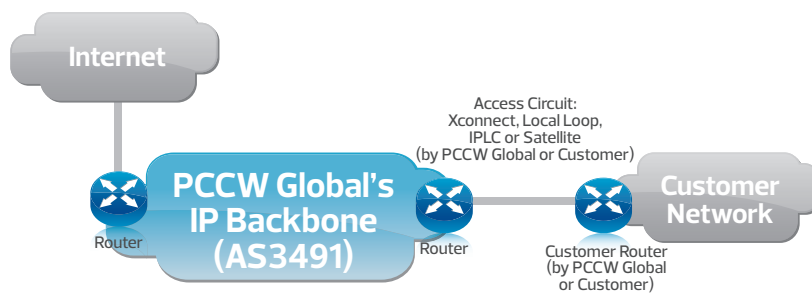 Internet
Access Circuit:
Xconnect, Local Loop,
IPLC or Satellite
(by PCCW Global or Customer)
PCCW Global's
IP Backbone
(AS3491)
Customer
Network
Router
Router
Customer Router
(by PCCW Global
or Customer)